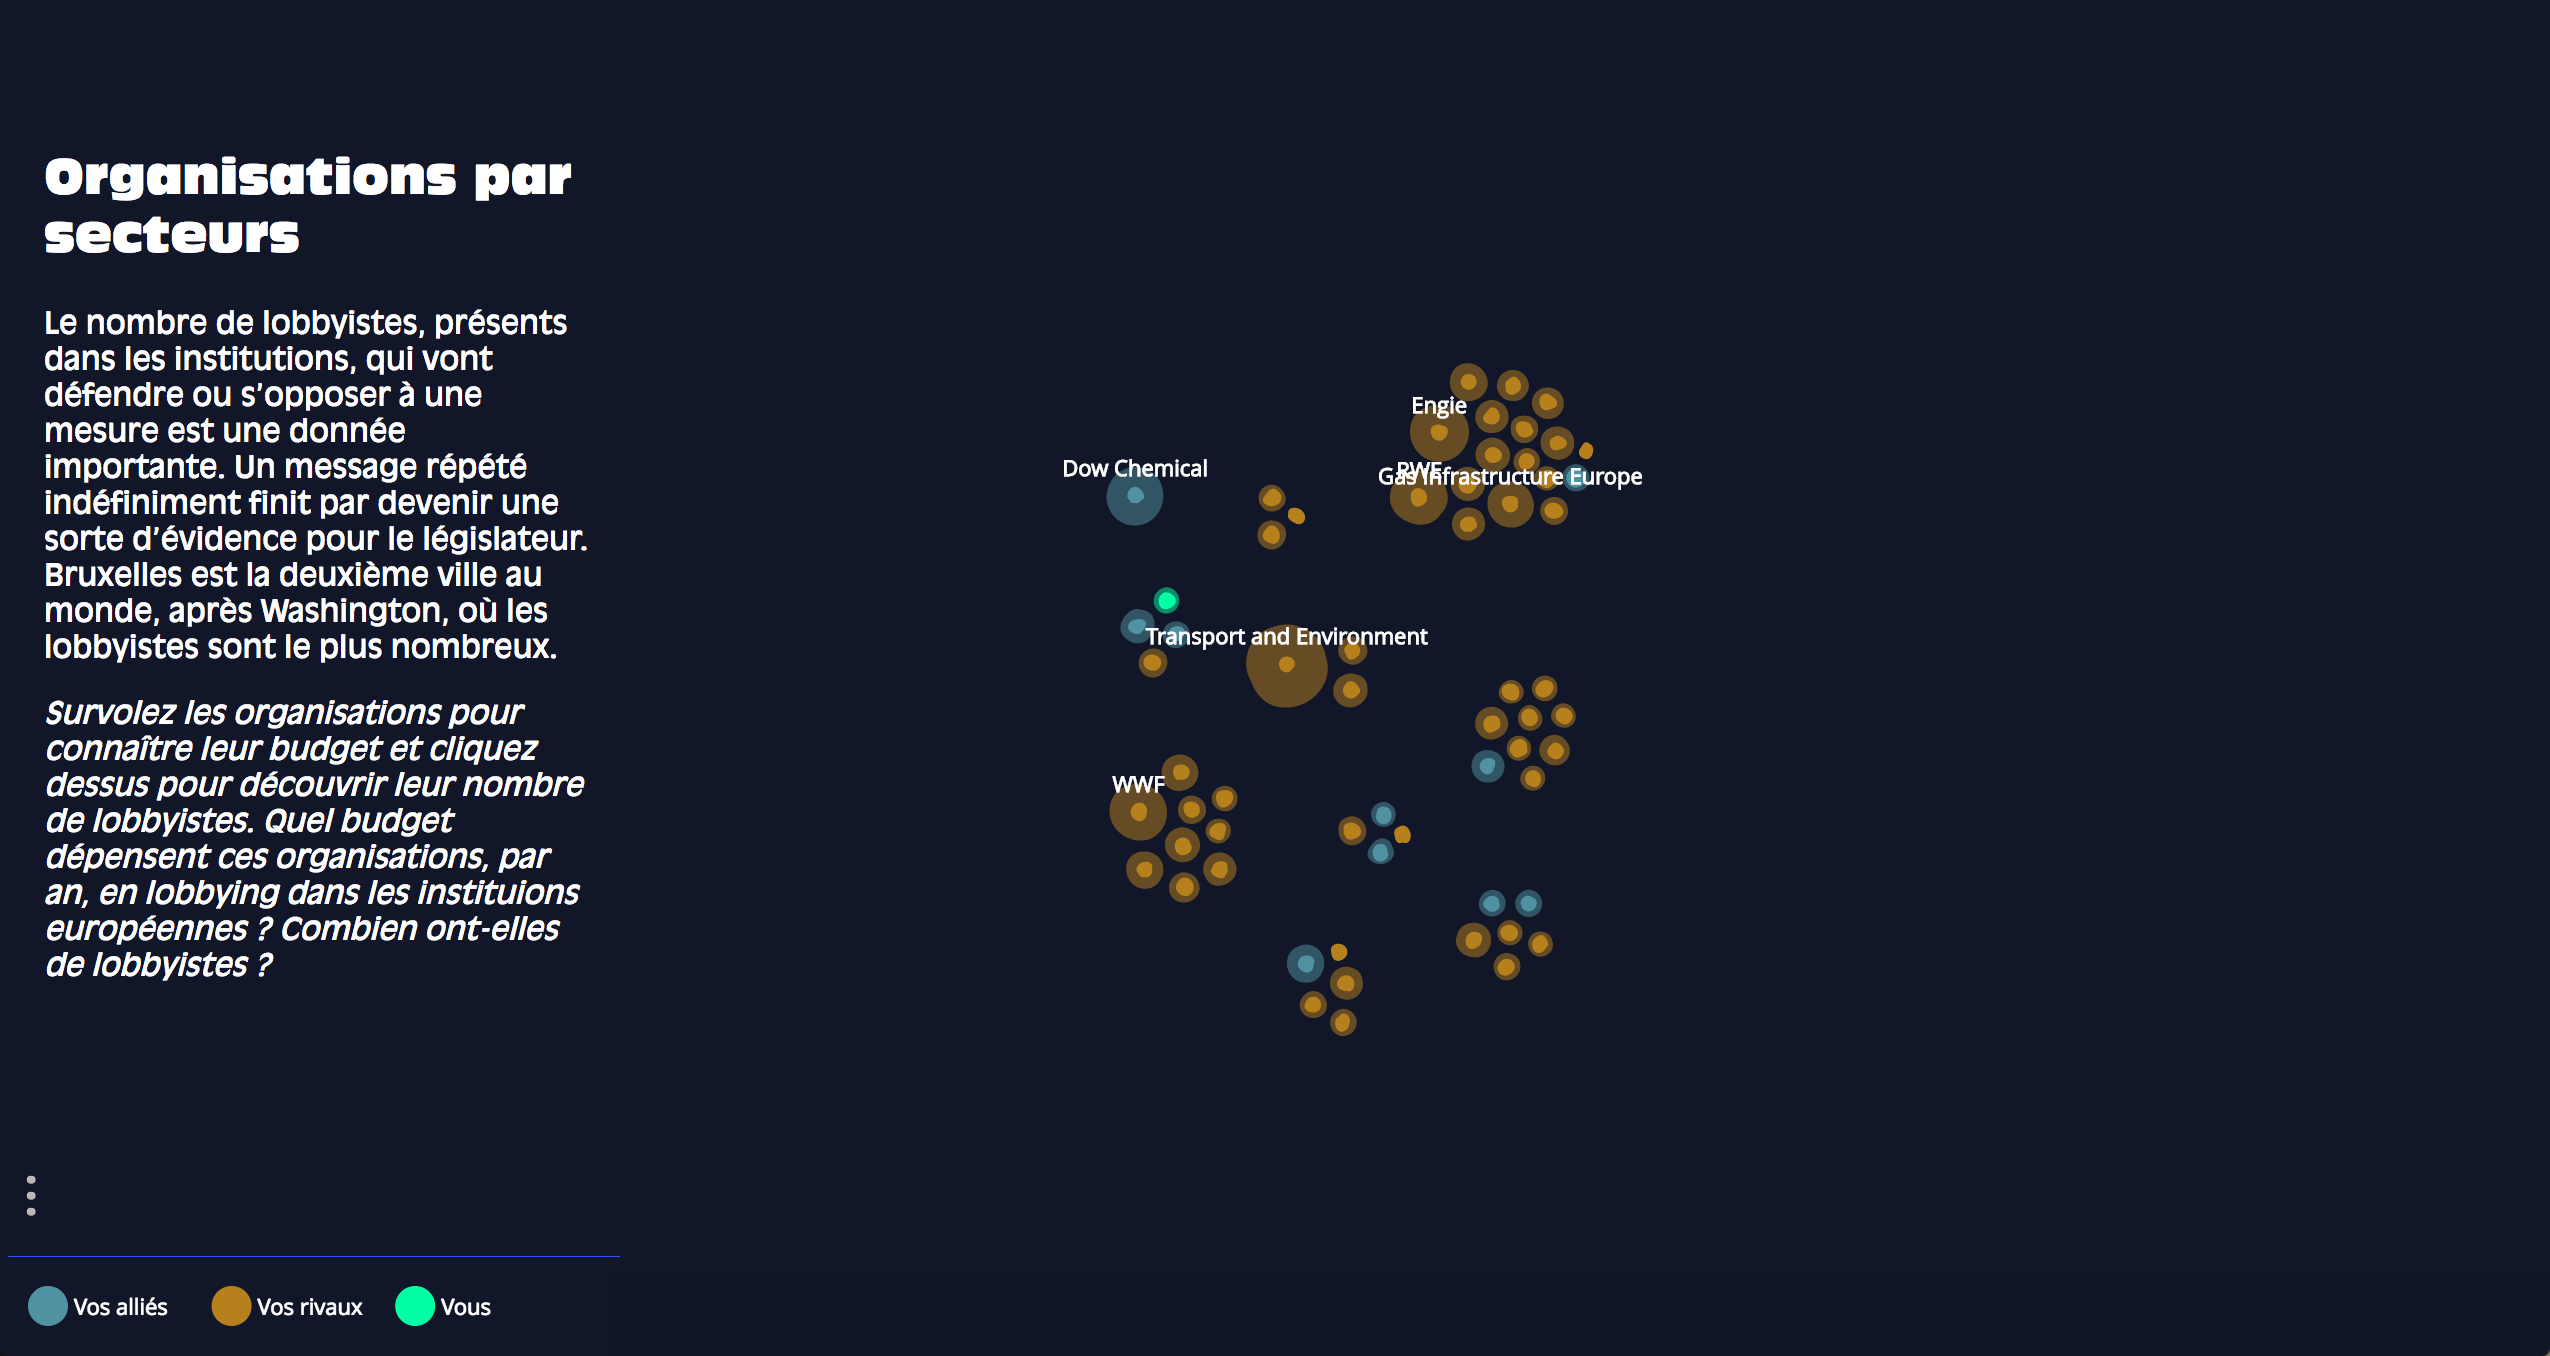 Organisations par
secteurs
Le nombre de lobbyistes, présents
dans les institutions, qui vont
défendre ou s’opposer à une
mesure est une donnée
importante. Un message répété
indéfiniment finit par devenir une
sorte d’évidence pour le législateur.
Bruxelles est la deuxième ville au
monde, après Washington, où les
lobbyistes sont le plus nombreux.
Survolez les organisations pour
connaître leur budget et cliquez
dessus pour découvrir leur nombre
de lobbyistes. Quel budget
dépensent ces organisations, par
an, en lobbying dans les instituions
européennes ? Combien ont-elles
de lobbyistes ?
Vos alliés
Vos rivaux
Vous
Engie
Dow Chemical
RWE
Gas Infrastructure Europe
Transport and Environment
WWF